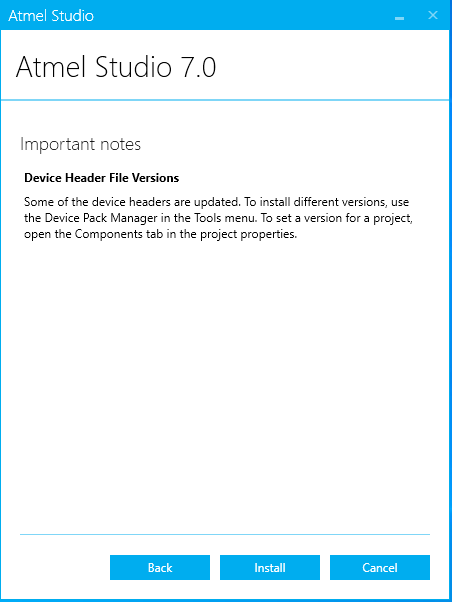 Atmel Studio
Atmel Studio 7.0
Important notes
Device Header File Versions
Some of the device headers are updated. To install different versions, use
the Device Pack Manager in the Tools menu. To set a version for a project,
open the Components tab in the project properties.
Back Install Cancel